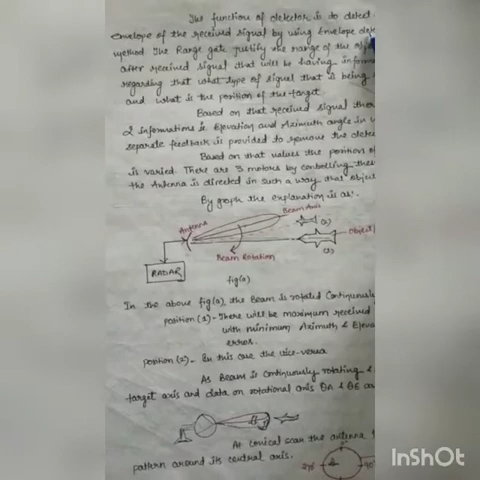 The function of detector is to detect
envelope of the received signal by using Envelope
method The Range gate justify the range of the
after received signal that will be having
regarding that what type of signal that is being
and what is the position of the target.
Based on that received signal
2 informations ie Elevation and Azimuth angle in
separate feedback is provided to remove the
Based on that values the position of
is varied. There are 3 motors by controlling
the Antenna is directed in such a way that
By graph the explanation is as:
Beam Axis
Antenna
(2)
Object
(1)
Beam Rotation
RADAR
fig(a)
In the above fig(a), the Beam is rotated Continuously
position (1) - There will be maximum received
with minimum Azimuth &
error.
position (2) - In this case the vice-versa
As Beam is continuously rotating &
target axis and data on rotational axis θA & θE
At conical scan the antenna
pattern around its central axis.
270°
90°
InShOt